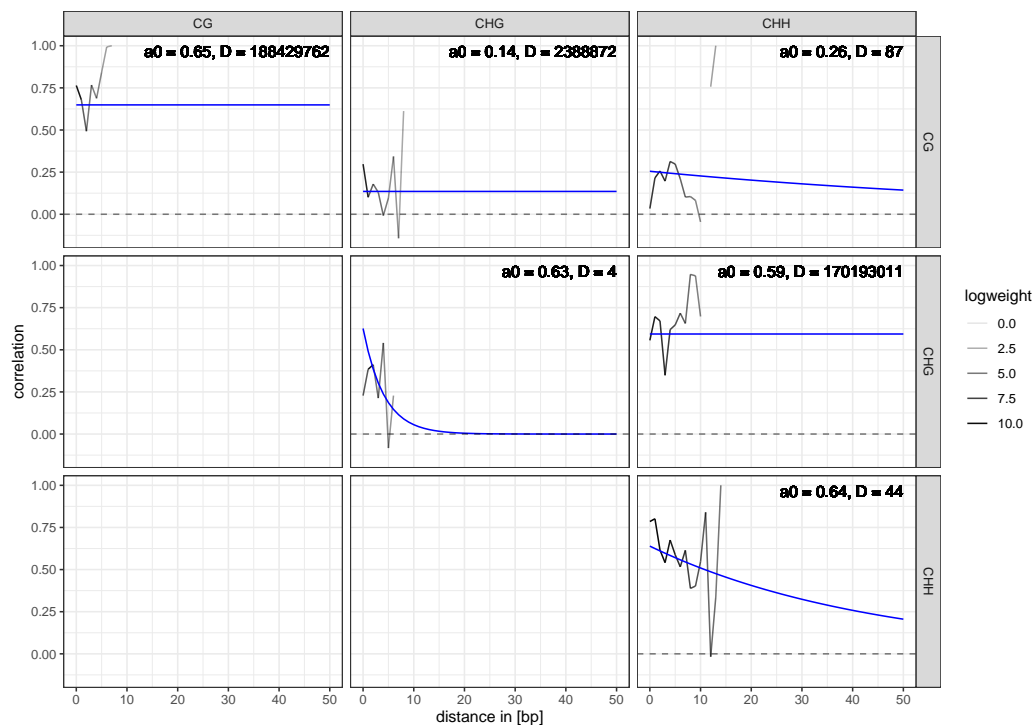 CG
CHG
CHH
a0 = 0.65, D = 188429762
a0 = 0.14, D = 2388872
a0 = 0.26, D = 87
1.00
0.75
0.50
0.25
0.00
CG
a0 = 0.63, D = 4
a0 = 0.59, D = 170193011
1.00
0.75
0.50
0.25
0.00
CHG
correlation
logweight
0.0
2.5
5.0
7.5
10.0
a0 = 0.64, D = 44
1.00
0.75
0.50
0.25
0.00
CHH
0 10 20 30 40 50
0 10 20 30 40 50
0 10 20 30 40 50
distance in [bp]